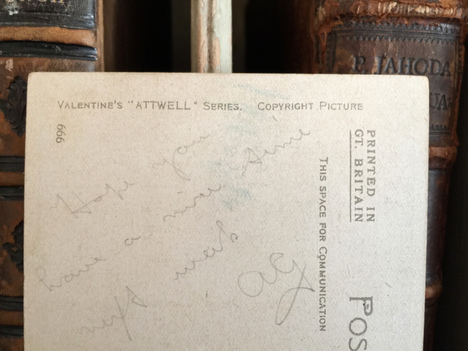 VALENTINE'S "ATTWELL" SERIES. COPYRIGHT PICTURE
666
PRINTED IN
GT. BRITAIN
THIS SPACE FOR COMMUNICATION
POS
Hope you
have a nice time
next week
P. JAHODA